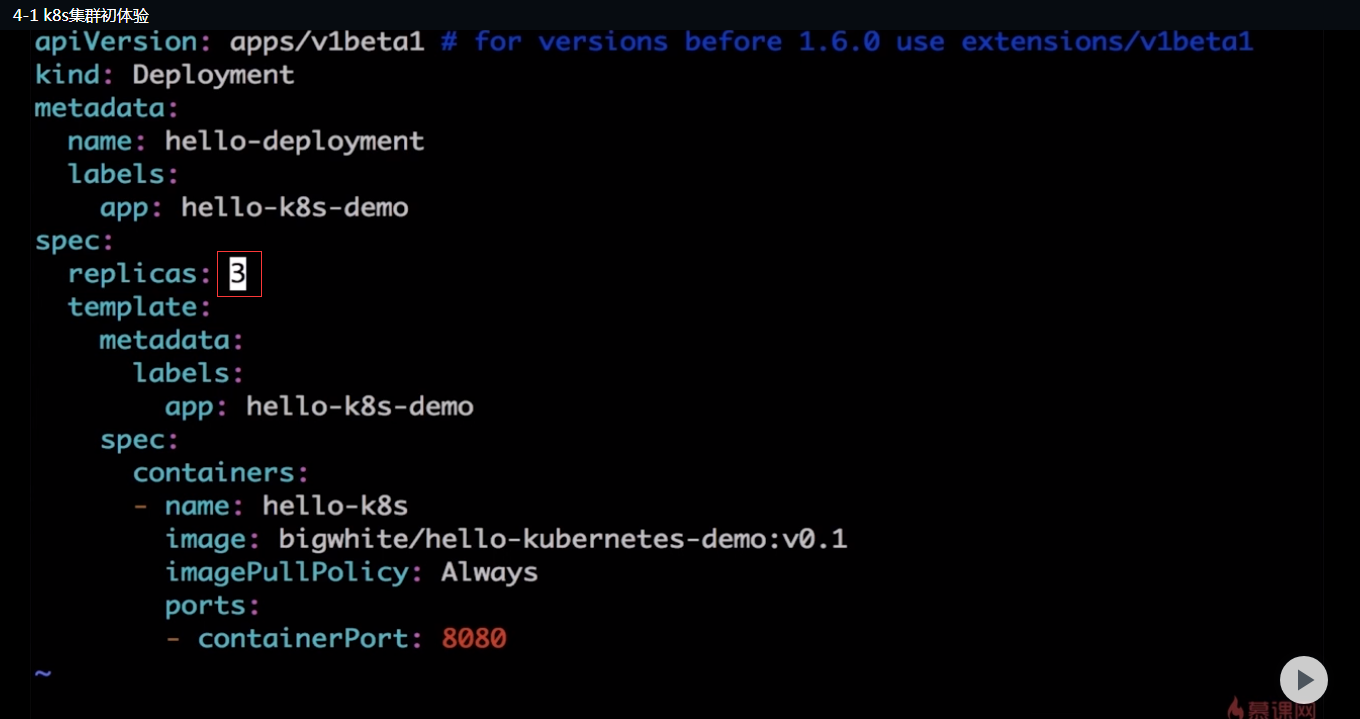 4-1 k8s集群初体验
apiVersion: apps/v1beta1 # for versions before 1.6.0 use extensions/v1beta1
kind: Deployment
metadata:
  name: hello-deployment
  labels:
    app: hello-k8s-demo
spec:
  replicas: 3
  template:
    metadata:
      labels:
        app: hello-k8s-demo
    spec:
      containers:
      - name: hello-k8s
        image: bigwhite/hello-kubernetes-demo:v0.1
        imagePullPolicy: Always
        ports:
        - containerPort: 8080
~
慕课网